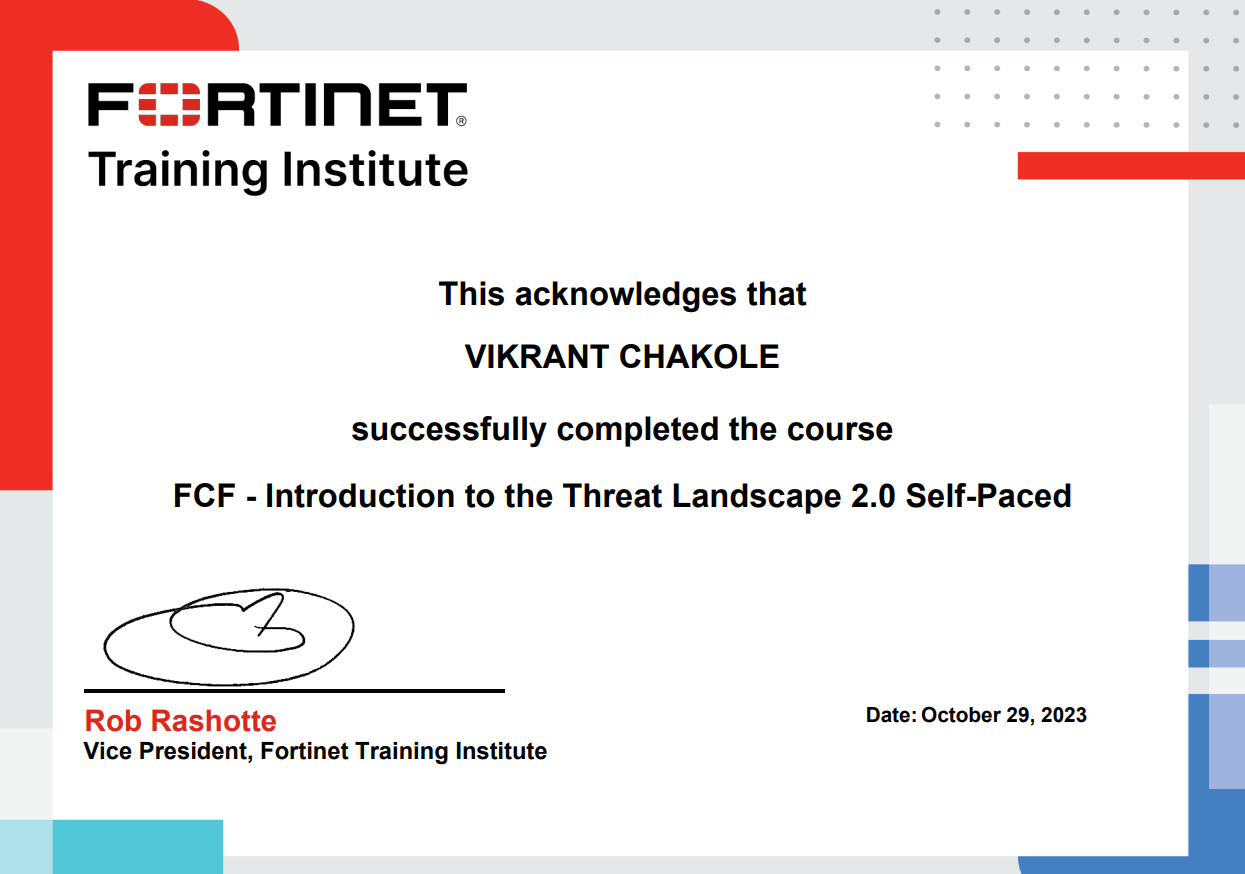 FORTINET®
Training Institute
This acknowledges that
VIKRANT CHAKOLE
successfully completed the course
FCF - Introduction to the Threat Landscape 2.0 Self-Paced
Rob Rashotte
Vice President, Fortinet Training Institute
Date: October 29, 2023